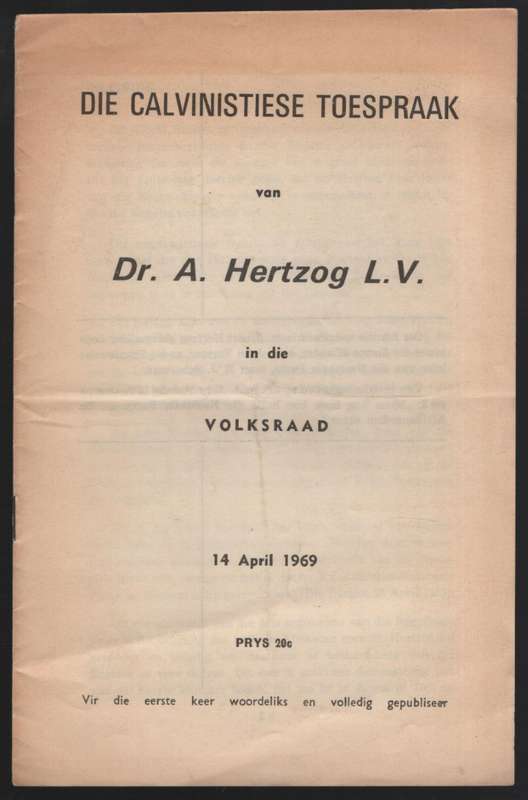 DIE CALVINISTIESE TOESPRAAK
van
Dr. A. Hertzog L.V.
in die
VOLKSRAAD
14 April 1969
PRYS 20c
Vir die eerste keer woordeliks en volledig gepubliseer